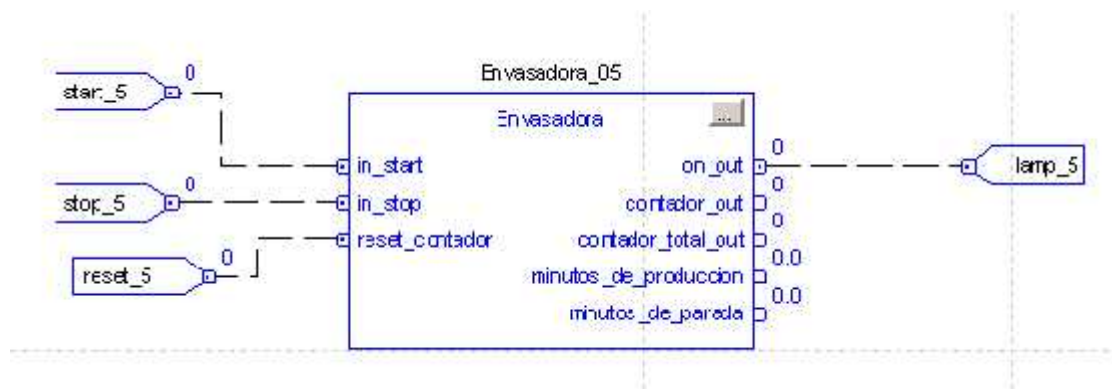 Envasadora_05
Envasadora
...
start_5
0
stop_5
0
reset_5
0
in_start
in_stop
reset_contador
on_out
0
contador_out
0
contador_total_out
0
minutos_de_produccion
0.0
minutos_de_parada
0.0
lamp_5